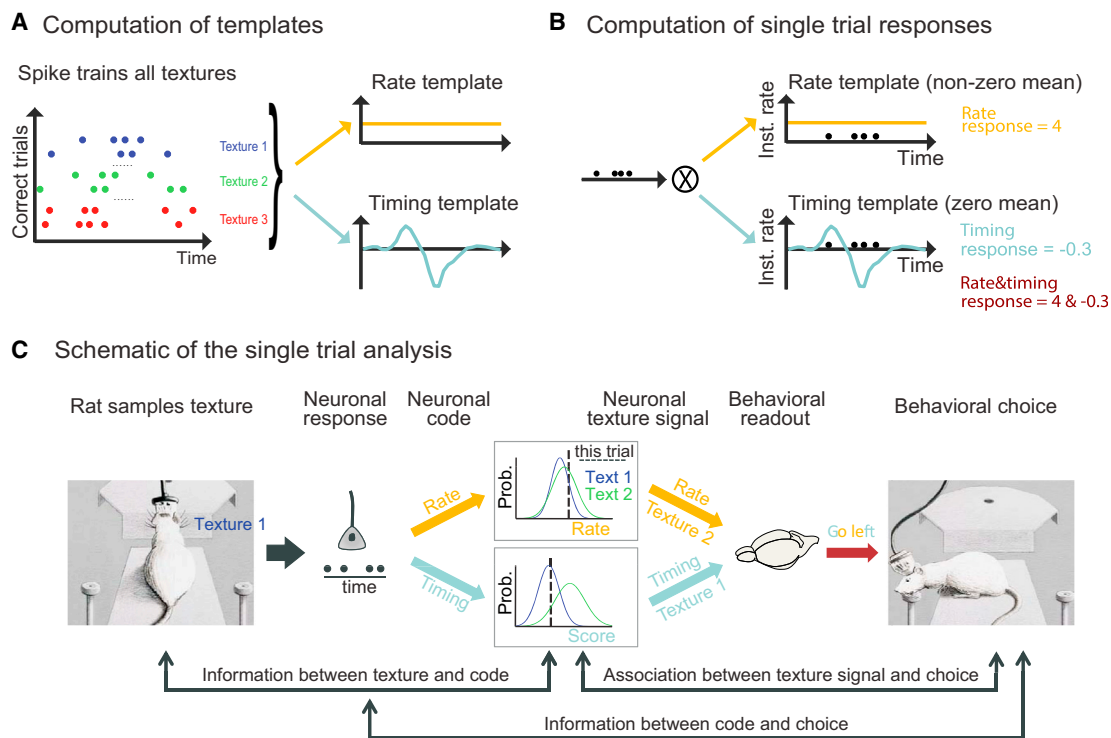 A Computation of templates
Spike trains all textures
Correct trials
Time
Texture 1
Texture 2
Texture 3
Rate template
Timing template
B Computation of single trial responses
Rate template (non-zero mean)
Inst. rate
Time
Rate
response = 4
X
Timing template (zero mean)
Inst. rate
Time
Timing
response = -0.3
Rate&timing
response = 4 & -0.3
C Schematic of the single trial analysis
Rat samples texture
Neuronal
response
Neuronal
code
Neuronal
texture signal
Behavioral
readout
Behavioral choice
Texture 1
time
Rate
Timing
Prob.
this trial
Text 1
Text 2
Rate
Prob.
Score
Rate
Texture 2
Timing
Texture 1
Go left
Information between texture and code
Association between texture signal and choice
Information between code and choice